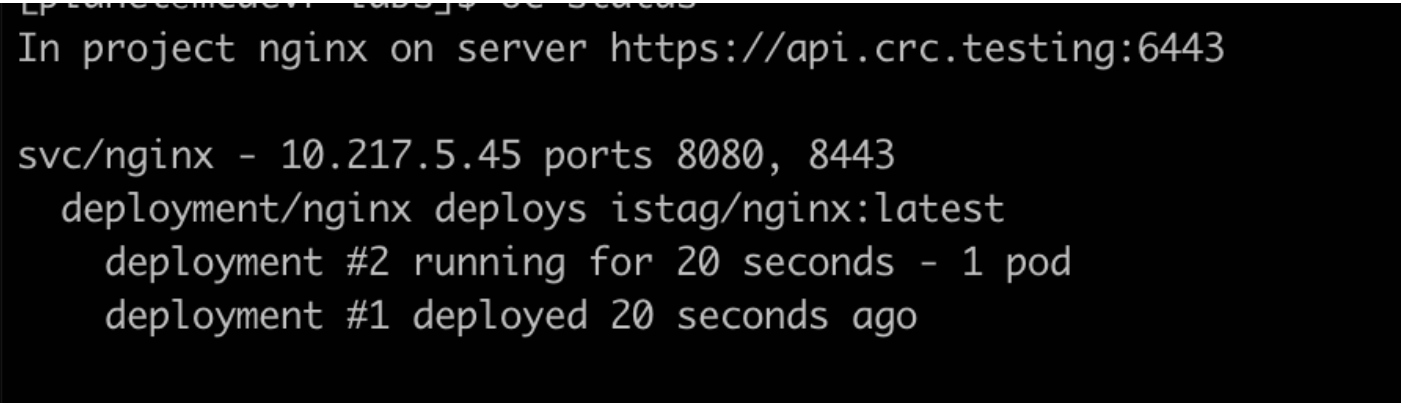 In project nginx on server https://api.crc.testing:6443
svc/nginx - 10.217.5.45 ports 8080, 8443
deployment/nginx deploys istag/nginx:latest
deployment #2 running for 20 seconds - 1 pod
deployment #1 deployed 20 seconds ago